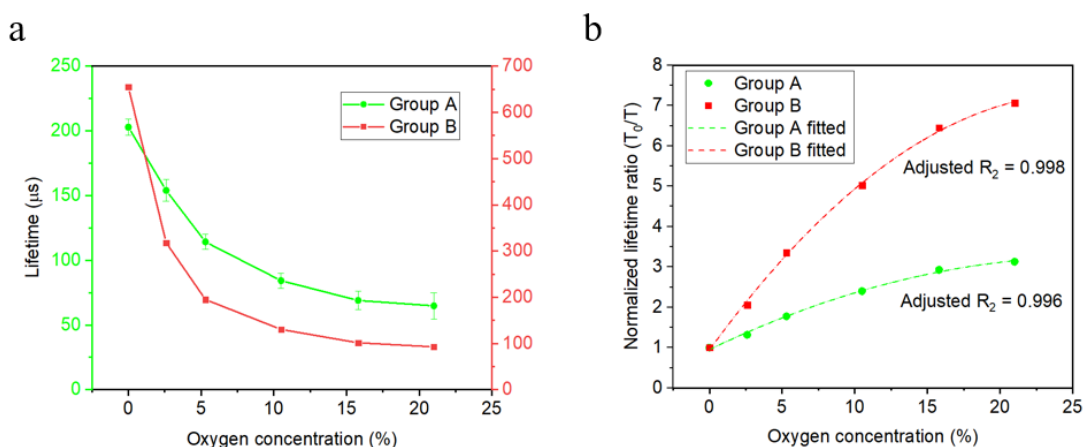 a
250
200
150
100
50
0
Lifetime (µs)
700
600
500
400
300
200
100
0
Group A
Group B
0 5 10 15 20 25
Oxygen concentration (%)
b
8
7
6
5
4
3
2
1
0
Normalized lifetime ratio (T₀/T)
Group A
Group B
Group A fitted
Group B fitted
Adjusted R₂ = 0.998
Adjusted R₂ = 0.996
0 5 10 15 20 25
Oxygen concentration (%)